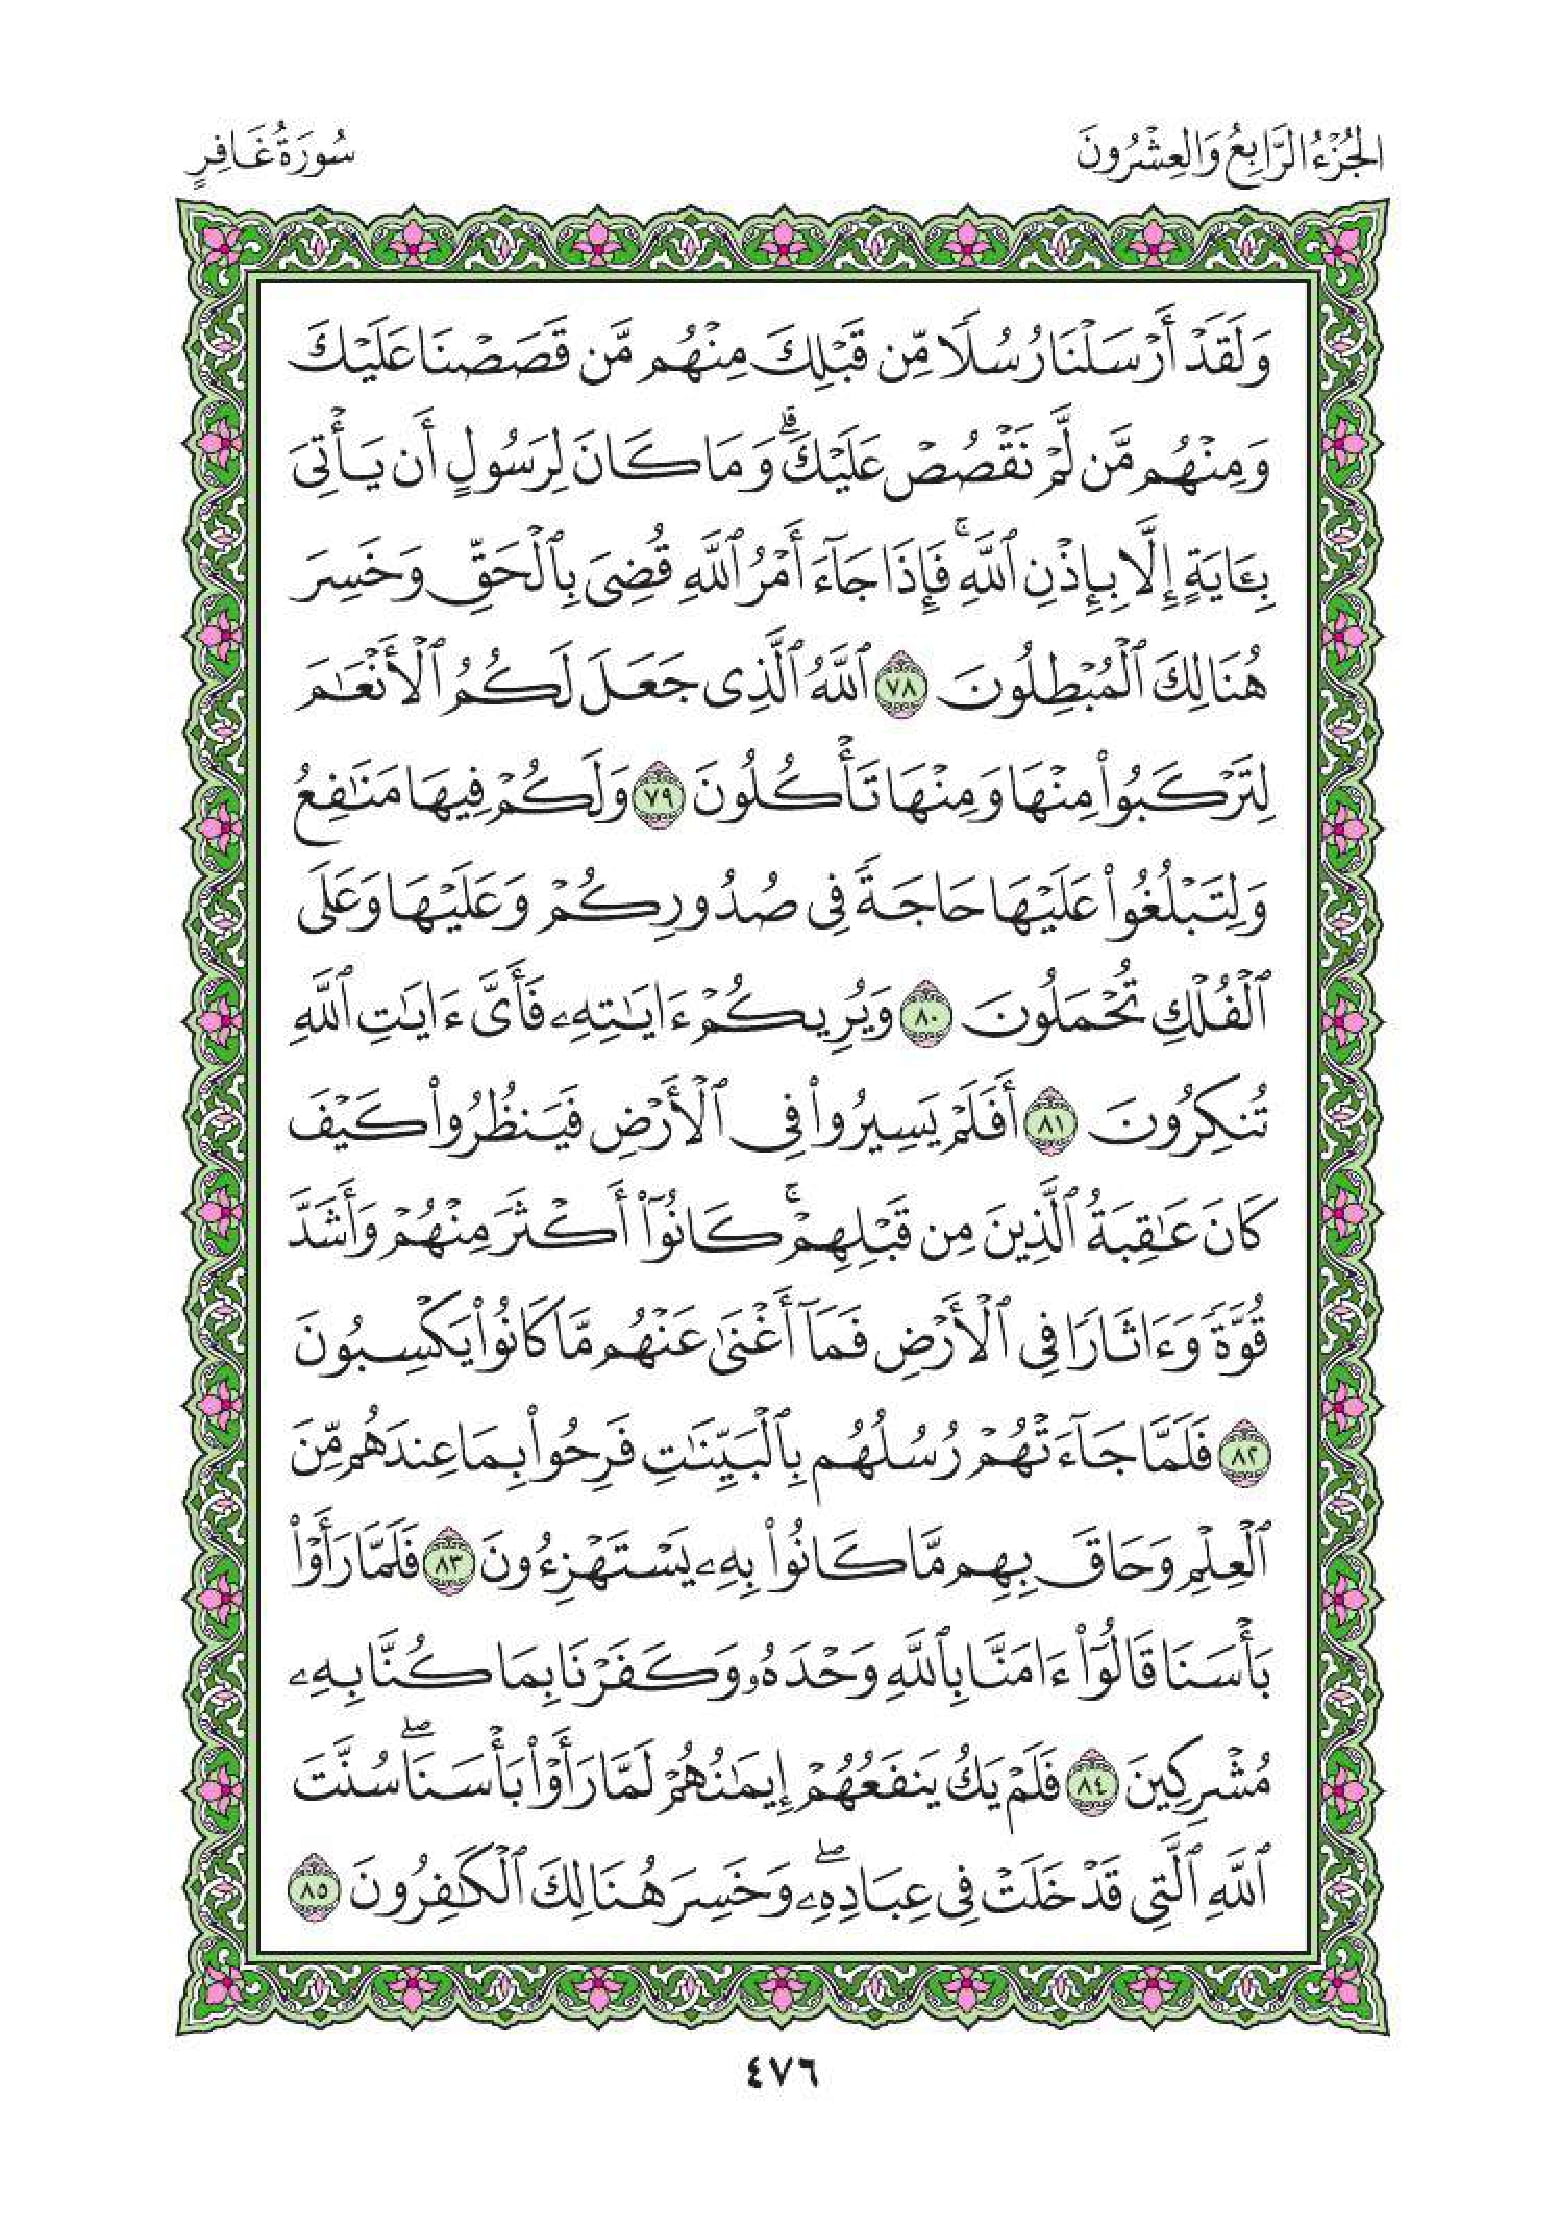 الجُزْءُ الرَّابِعُ وَالعِشْرُونَ
سُورَةُ غَافِرٍ
وَلَقَدْ أَرْسَلْنَا رُسُلًا مِّن قَبْلِكَ مِنْهُم مَّن قَصَصْنَا عَلَيْكَ
وَمِنْهُم مَّن لَّمْ نَقْصُصْ عَلَيْكَ ۗ وَمَا كَانَ لِرَسُولٍ أَن يَأْتِىَ
بِـَٔايَةٍ إِلَّا بِإِذْنِ ٱللَّهِ ۚ فَإِذَا جَآءَ أَمْرُ ٱللَّهِ قُضِىَ بِٱلْحَقِّ وَخَسِرَ
هُنَالِكَ ٱلْمُبْطِلُونَ ٧٨ ٱللَّهُ ٱلَّذِى جَعَلَ لَكُمُ ٱلْأَنْعَٰمَ
لِتَرْكَبُوا۟ مِنْهَا وَمِنْهَا تَأْكُلُونَ ٧٩ وَلَكُمْ فِيهَا مَنَٰفِعُ
وَلِتَبْلُغُوا۟ عَلَيْهَا حَاجَةً فِى صُدُورِكُمْ وَعَلَيْهَا وَعَلَى
ٱلْفُلْكِ تُحْمَلُونَ ٨٠ وَيُرِيكُمْ ءَايَٰتِهِۦ فَأَىَّ ءَايَٰتِ ٱللَّهِ
تُنكِرُونَ ٨١ أَفَلَمْ يَسِيرُوا۟ فِى ٱلْأَرْضِ فَيَنظُرُوا۟ كَيْفَ
كَانَ عَٰقِبَةُ ٱلَّذِينَ مِن قَبْلِهِمْ ۚ كَانُوٓا۟ أَكْثَرَ مِنْهُمْ وَأَشَدَّ
قُوَّةً وَءَاثَارًا فِى ٱلْأَرْضِ فَمَآ أَغْنَىٰ عَنْهُم مَّا كَانُوا۟ يَكْسِبُونَ
٨٢ فَلَمَّا جَآءَتْهُمْ رُسُلُهُم بِٱلْبَيِّنَٰتِ فَرِحُوا۟ بِمَا عِندَهُم مِّنَ
ٱلْعِلْمِ وَحَاقَ بِهِم مَّا كَانُوا۟ بِهِۦ يَسْتَهْزِءُونَ ٨٣ فَلَمَّا رَأَوْا۟
بَأْسَنَا قَالُوٓا۟ ءَامَنَّا بِٱللَّهِ وَحْدَهُۥ وَكَفَرْنَا بِمَا كُنَّا بِهِۦ
مُشْرِكِينَ ٨٤ فَلَمْ يَكُ يَنفَعُهُمْ إِيمَٰنُهُمْ لَمَّا رَأَوْا۟ بَأْسَنَا ۖ سُنَّتَ
ٱللَّهِ ٱلَّتِى قَدْ خَلَتْ فِى عِبَادِهِۦ ۖ وَخَسِرَ هُنَالِكَ ٱلْكَٰفِرُونَ ٨٥
٤٧٦